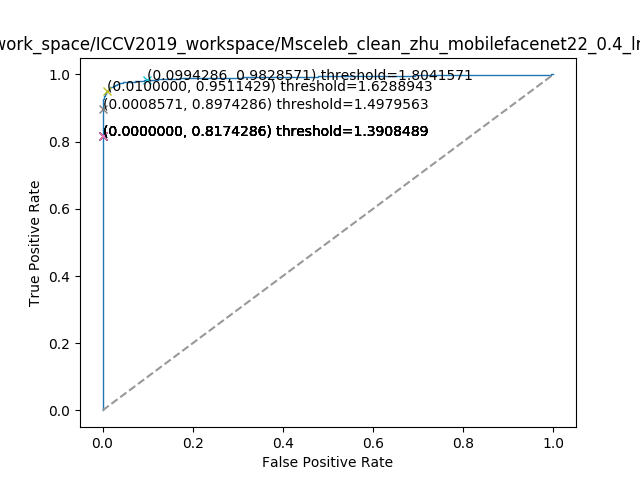 work_space/ICCV2019_workspace/Msceleb_clean_zhu_mobilefacenet22_0.4_lr
(0.0994286, 0.9828571) threshold=1.8041571
(0.0100000, 0.9511429) threshold=1.6288943
(0.0008571, 0.8974286) threshold=1.4979563
(0.0000000, 0.8174286) threshold=1.3908489
1.0
0.8
0.6
0.4
0.2
0.0
True Positive Rate
0.0 0.2 0.4 0.6 0.8 1.0
False Positive Rate